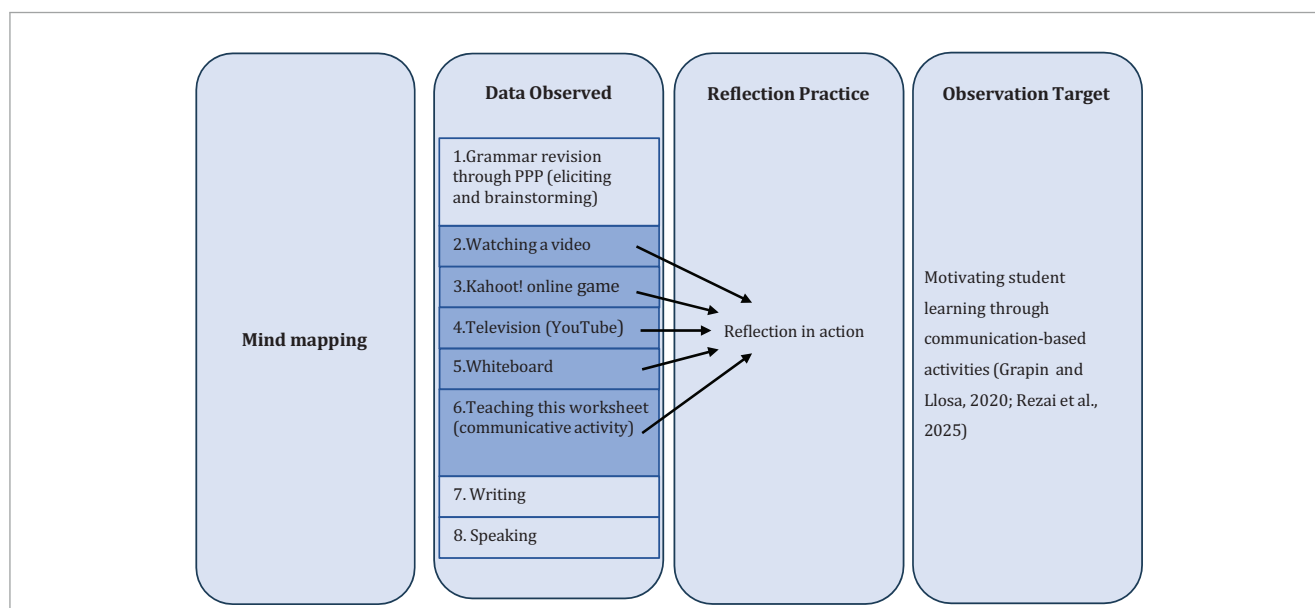 Mind mapping
Data Observed
1.Grammar revision
through PPP (eliciting
and brainstorming)
2.Watching a video
3.Kahoot! online game
4.Television (YouTube)
5.Whiteboard
6.Teaching this worksheet
(communicative activity)
7. Writing
8. Speaking
Reflection Practice
Reflection in action
Observation Target
Motivating student
learning through
communication-based
activities (Grapin and
Llosa, 2020; Rezai et al.,
2025)